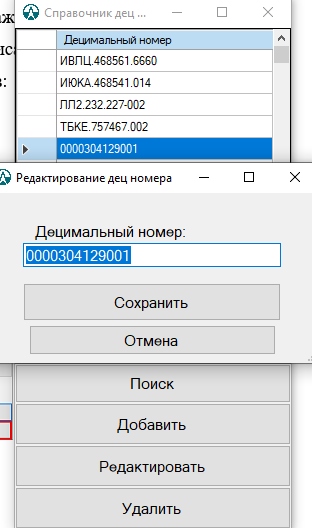 Справочник дец ...
Децимальный номер
ИВПЦ.468561.6660
ИЮКА.468541.014
ЛП2.232.227-002
ТБКЕ.757467.002
0000304129001
Редактирование дец номера
Децимальный номер:
0000304129001
Сохранить
Отмена
Поиск
Добавить
Редактировать
Удалить